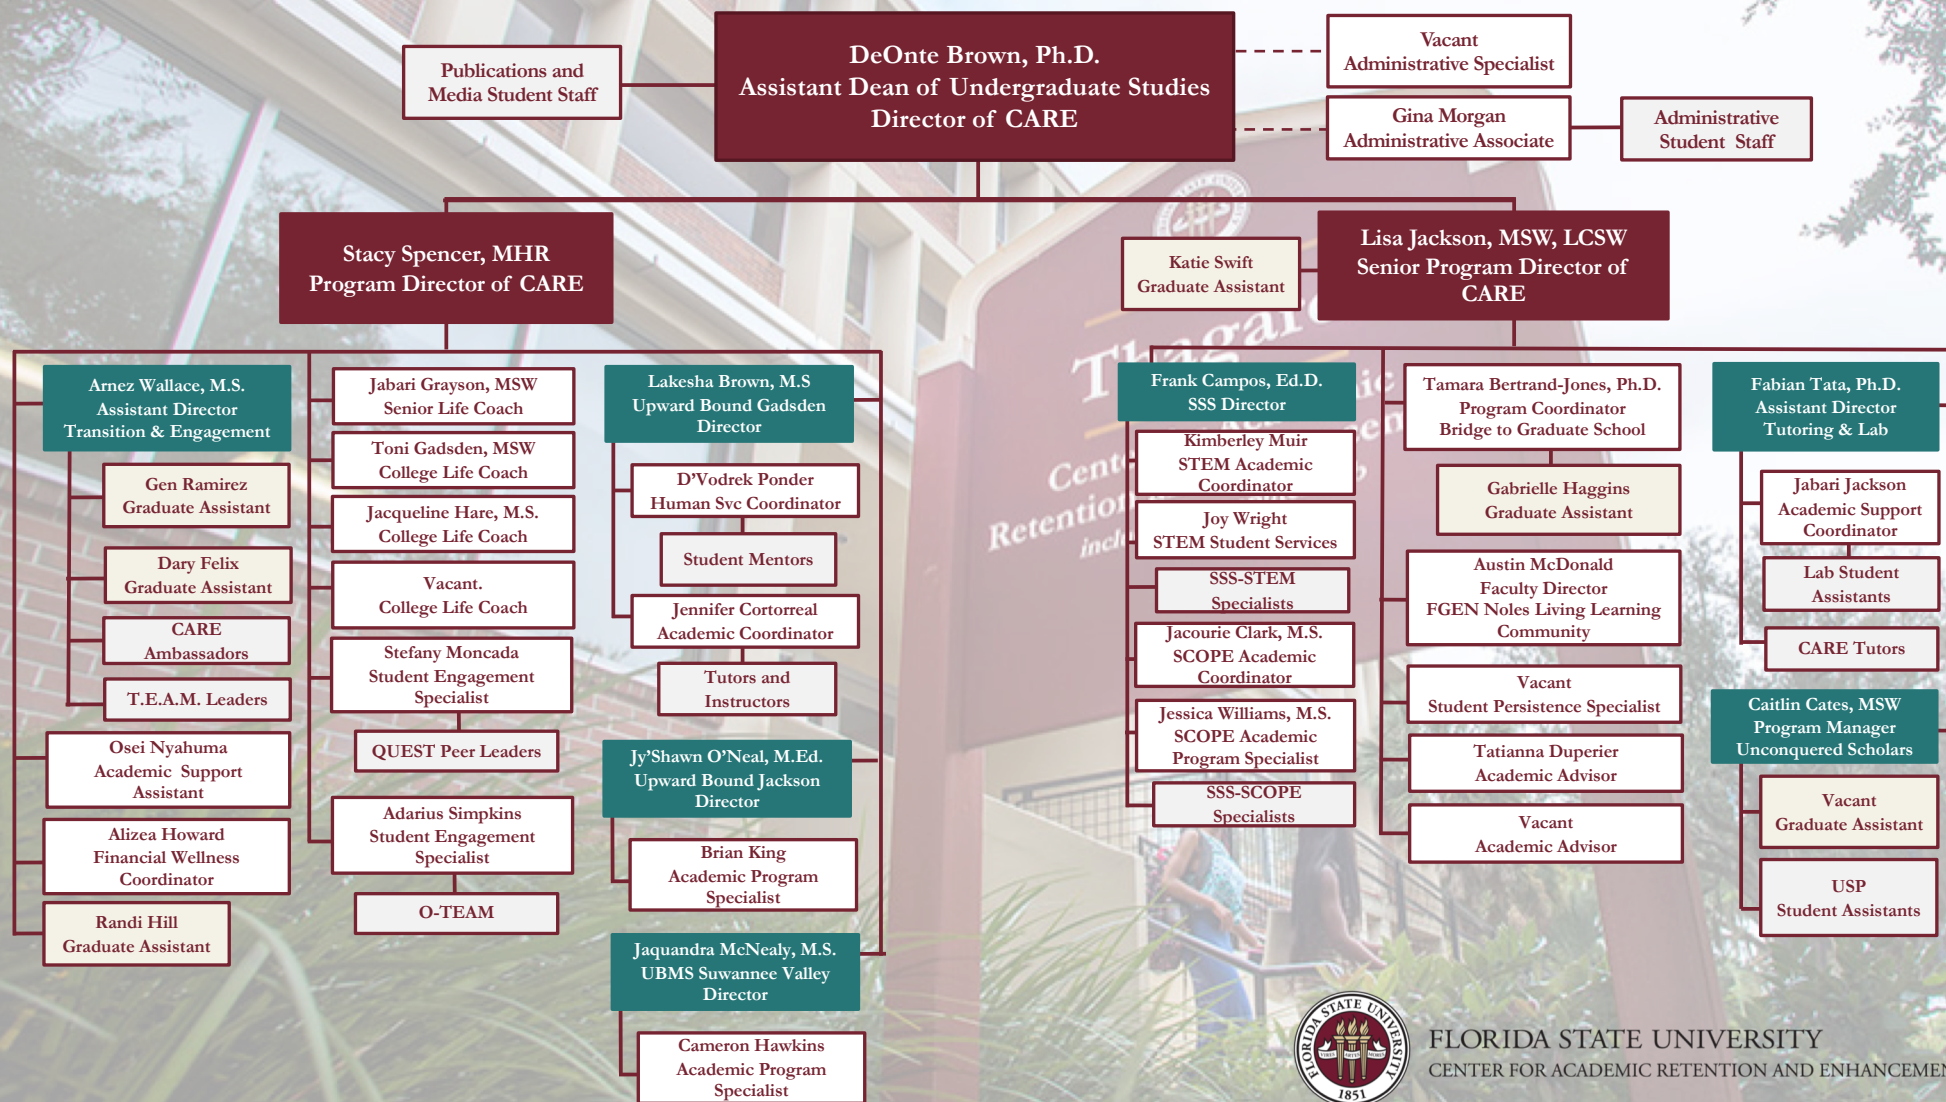 Publications and
Media Student Staff
DeOnte Brown, Ph.D.
Assistant Dean of Undergraduate Studies
Director of CARE
Vacant
Administrative Specialist
Gina Morgan
Administrative Associate
Administrative
Student Staff
Stacy Spencer, MHR
Program Director of CARE
Katie Swift
Graduate Assistant
Lisa Jackson, MSW, LCSW
Senior Program Director of
CARE
Arnez Wallace, M.S.
Assistant Director
Transition & Engagement
Gen Ramirez
Graduate Assistant
Dary Felix
Graduate Assistant
CARE
Ambassadors
T.E.A.M. Leaders
Osei Nyahuma
Academic Support
Assistant
Alizea Howard
Financial Wellness
Coordinator
Randi Hill
Graduate Assistant
Jabari Grayson, MSW
Senior Life Coach
Toni Gadsden, MSW
College Life Coach
Jacqueline Hare, M.S.
College Life Coach
Vacant.
College Life Coach
Stefany Moncada
Student Engagement
Specialist
QUEST Peer Leaders
Adarius Simpkins
Student Engagement
Specialist
O-TEAM
Lakesha Brown, M.S
Upward Bound Gadsden
Director
D’Vodrek Ponder
Human Svc Coordinator
Student Mentors
Jennifer Cortorreal
Academic Coordinator
Tutors and
Instructors
Jy’Shawn O’Neal, M.Ed.
Upward Bound Jackson
Director
Brian King
Academic Program
Specialist
Jaquandra McNealy, M.S.
UBMS Suwannee Valley
Director
Cameron Hawkins
Academic Program
Specialist
Frank Campos, Ed.D.
SSS Director
Kimberley Muir
STEM Academic
Coordinator
Joy Wright
STEM Student Services
SSS-STEM
Specialists
Jacourie Clark, M.S.
SCOPE Academic
Coordinator
Jessica Williams, M.S.
SCOPE Academic
Program Specialist
SSS-SCOPE
Specialists
Tamara Bertrand-Jones, Ph.D.
Program Coordinator
Bridge to Graduate School
Gabrielle Haggins
Graduate Assistant
Austin McDonald
Faculty Director
FGEN Noles Living Learning
Community
Vacant
Student Persistence Specialist
Tatianna Duperier
Academic Advisor
Vacant
Academic Advisor
Fabian Tata, Ph.D.
Assistant Director
Tutoring & Lab
Jabari Jackson
Academic Support
Coordinator
Lab Student
Assistants
CARE Tutors
Caitlin Cates, MSW
Program Manager
Unconquered Scholars
Vacant
Graduate Assistant
USP
Student Assistants
FLORIDA STATE UNIVERSITY
1851
FLORIDA STATE UNIVERSITY
CENTER FOR ACADEMIC RETENTION AND ENHANCEMEN